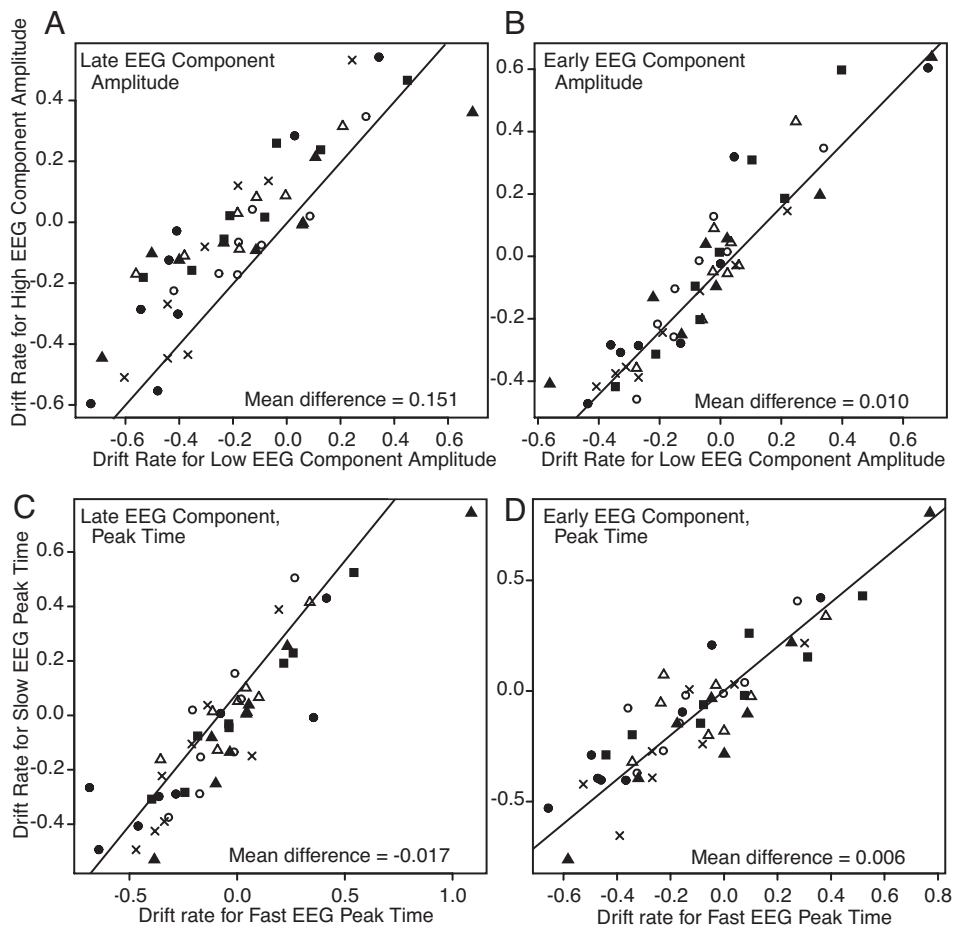 A
Late EEG Component
Amplitude
Drift Rate for High EEG Component Amplitude
0.4
0.2
0.0
-0.2
-0.4
-0.6
Mean difference = 0.151
-0.6 -0.4 -0.2 0.0 0.2 0.4 0.6
Drift Rate for Low EEG Component Amplitude
B
Early EEG Component
Amplitude
0.6
0.4
0.2
0.0
-0.2
-0.4
Mean difference = 0.010
-0.6 -0.4 -0.2 0.0 0.2 0.4 0.6
Drift Rate for Low EEG Component Amplitude
C
Late EEG Component,
Peak Time
Drift Rate for Slow EEG Peak Time
0.6
0.4
0.2
0.0
-0.2
-0.4
Mean difference = -0.017
-0.5 0.0 0.5 1.0
Drift rate for Fast EEG Peak Time
D
Early EEG Component,
Peak Time
0.5
0.0
-0.5
Mean difference = 0.006
-0.6 -0.4 -0.2 0.0 0.2 0.4 0.6 0.8
Drift rate for Fast EEG Peak Time